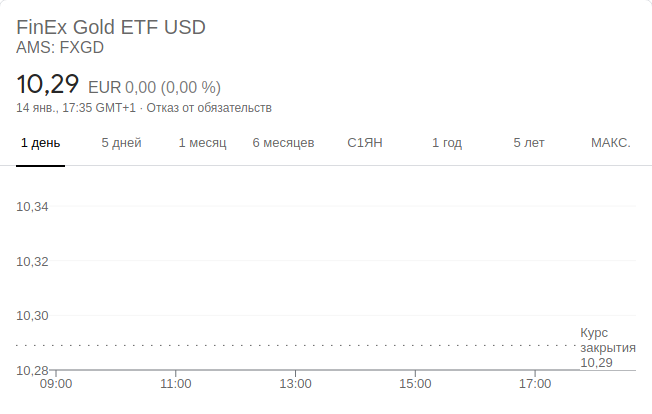 FinEx Gold ETF USD
AMS: FXGD
10,29 EUR 0,00 (0,00 %)
14 янв., 17:35 GMT+1 · Отказ от обязательств
1 день 5 дней 1 месяц 6 месяцев С1ЯН 1 год 5 лет МАКС.
10,34
10,32
10,30
Курс
закрытия
10,29
10,28
09:00 11:00 13:00 15:00 17:00